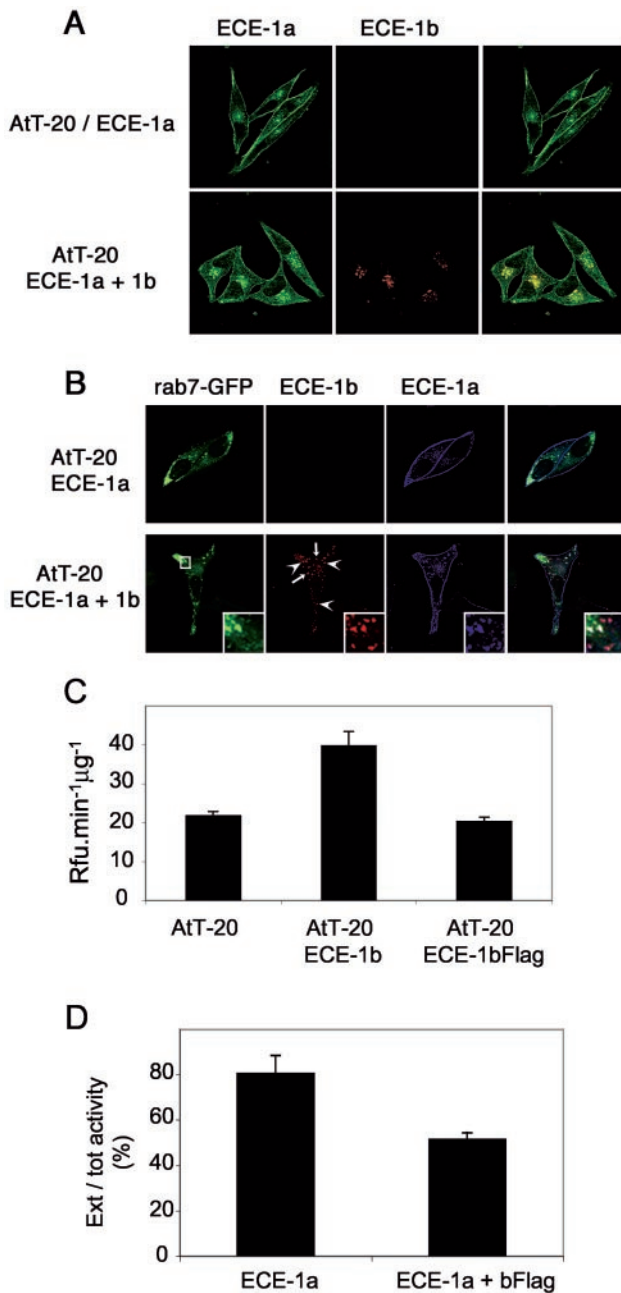 A
ECE-1a ECE-1b
AtT-20 / ECE-1a
AtT-20
ECE-1a + 1b
B
rab7-GFP ECE-1b ECE-1a
AtT-20
ECE-1a
AtT-20
ECE-1a + 1b
C
Rfu.min⁻¹µg⁻¹
40
30
20
10
0
AtT-20 AtT-20 AtT-20
ECE-1b ECE-1bFlag
D
Ext / tot activity
(%)
80
60
40
20
0
ECE-1a ECE-1a + bFlag